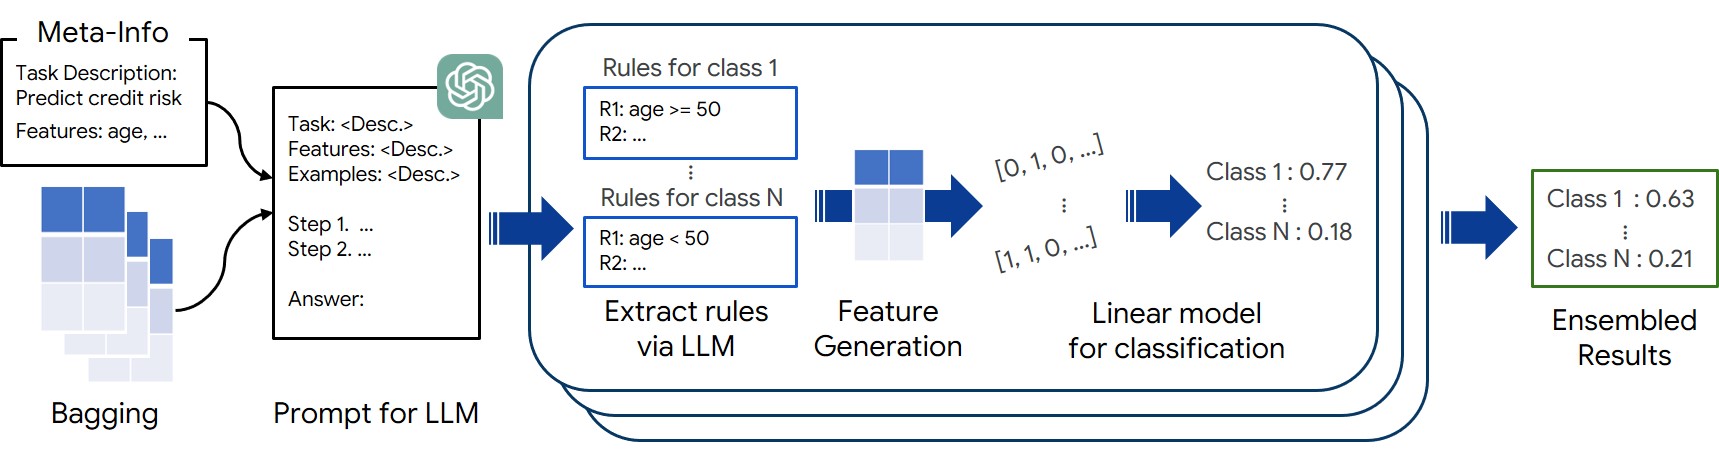 Meta-Info
Task Description:
Predict credit risk
Features: age, ...
Bagging
Task: <Desc.>
Features: <Desc.>
Examples: <Desc.>
Step 1. ...
Step 2. ...
Answer:
Prompt for LLM
Rules for class 1
R1: age >= 50
R2: ...
⋮
Rules for class N
R1: age < 50
R2: ...
Extract rules
via LLM
Feature
Generation
[0, 1, 0, ...]
⋮
[1, 1, 0, ...]
Class 1 : 0.77
⋮
Class N : 0.18
Linear model
for classification
Class 1 : 0.63
⋮
Class N : 0.21
Ensembled
Results